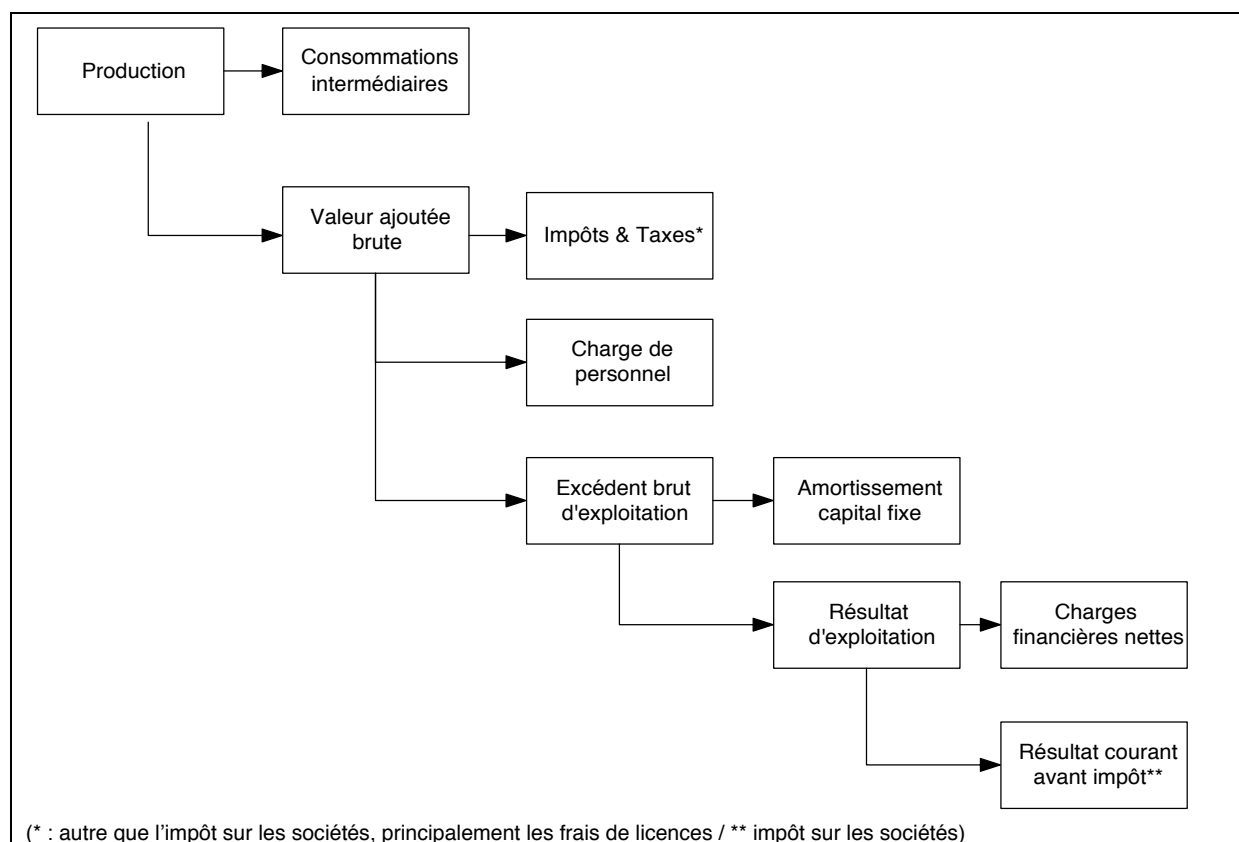 Production
Consommations
intermédiaires
Valeur ajoutée
brute
Impôts & Taxes*
Charge de
personnel
Excédent brut
d'exploitation
Amortissement
capital fixe
Résultat
d'exploitation
Charges
financières nettes
Résultat courant
avant impôt**
(* : autre que l'impôt sur les sociétés, principalement les frais de licences / ** impôt sur les sociétés)